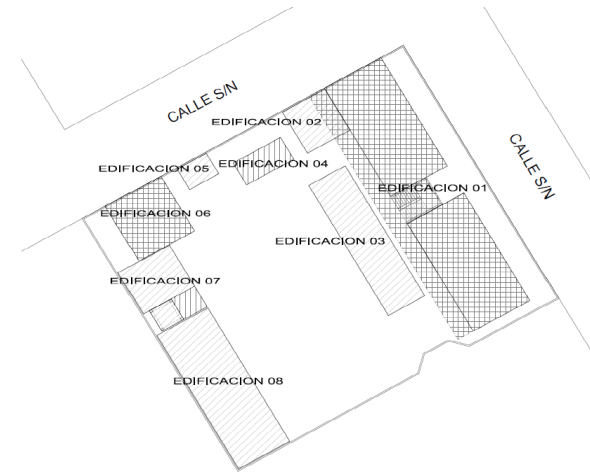 CALLE S/N
CALLE S/N
EDIFICACION 02
EDIFICACION 05
EDIFICACION 04
EDIFICACION 01
EDIFICACION 06
EDIFICACION 03
EDIFICACION 07
EDIFICACION 08